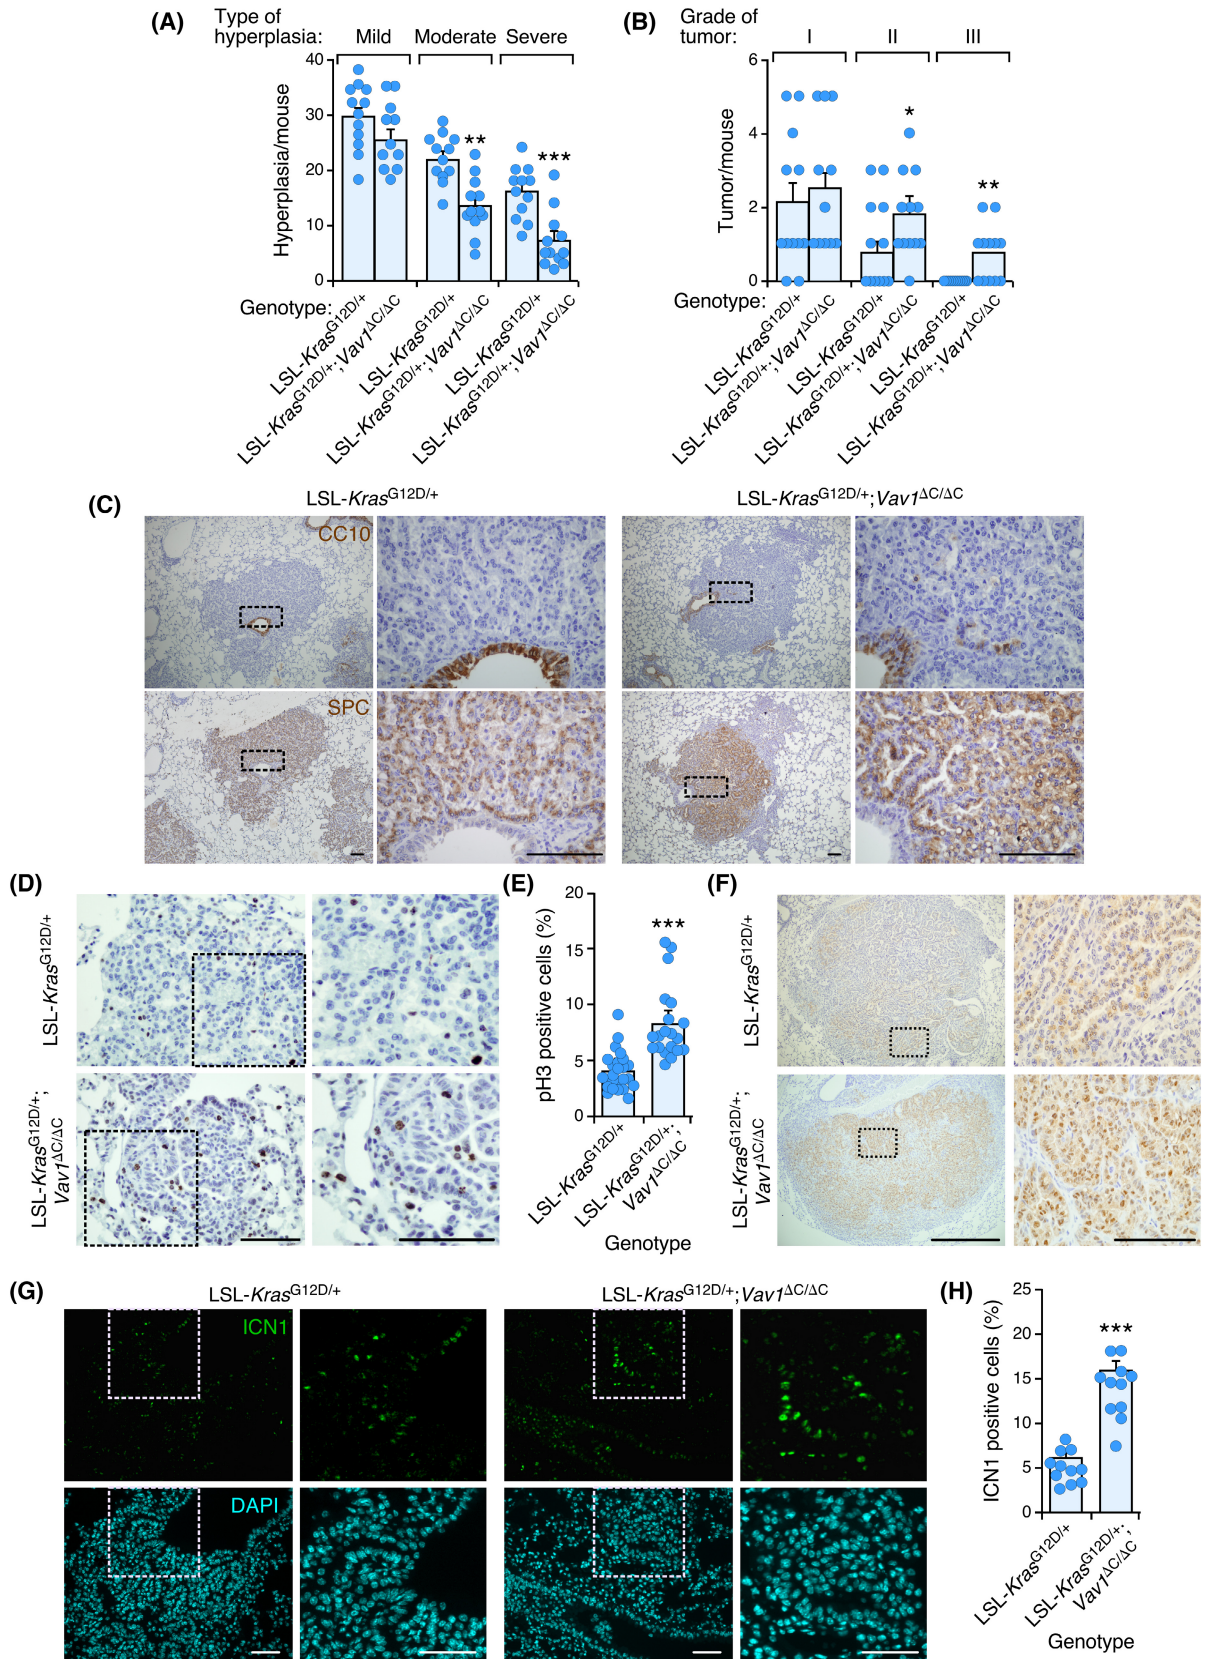 (A) Type of hyperplasia: Mild Moderate Severe
Hyperplasia/mouse
40
30
20
10
0
** ***
Genotype:
LSL-KrasG12D/+
LSL-KrasG12D/+;Vav1ΔC/ΔC
LSL-KrasG12D/+
LSL-KrasG12D/+;Vav1ΔC/ΔC
LSL-KrasG12D/+
LSL-KrasG12D/+;Vav1ΔC/ΔC
(B) Grade of tumor: I II III
Tumor/mouse
6
4
2
0
* **
Genotype:
LSL-KrasG12D/+
LSL-KrasG12D/+;Vav1ΔC/ΔC
LSL-KrasG12D/+
LSL-KrasG12D/+;Vav1ΔC/ΔC
LSL-KrasG12D/+
LSL-KrasG12D/+;Vav1ΔC/ΔC
(C) LSL-KrasG12D/+ LSL-KrasG12D/+;Vav1ΔC/ΔC
CC10
SPC
(D)
LSL-KrasG12D/+
LSL-KrasG12D/+;
Vav1ΔC/ΔC
(E)
pH3 positive cells (%)
20
15
10
5
0
***
LSL-KrasG12D/+
LSL-KrasG12D/+;
Vav1ΔC/ΔC
Genotype
(F)
LSL-KrasG12D/+
LSL-KrasG12D/+;
Vav1ΔC/ΔC
(G) LSL-KrasG12D/+ LSL-KrasG12D/+;Vav1ΔC/ΔC
ICN1
DAPI
(H)
ICN1 positive cells (%)
25
20
15
10
5
0
***
LSL-KrasG12D/+
LSL-KrasG12D/+;
Vav1ΔC/ΔC
Genotype